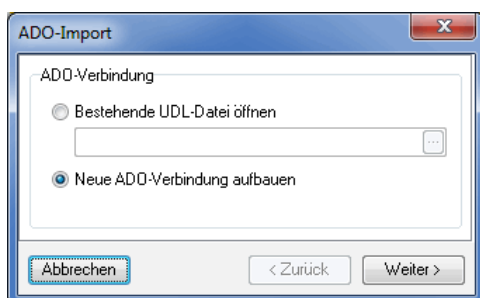 ADO-Import
ADO-Verbindung
Bestehende UDL-Datei öffnen
...
Neue ADO-Verbindung aufbauen
Abbrechen
< Zurück
Weiter >